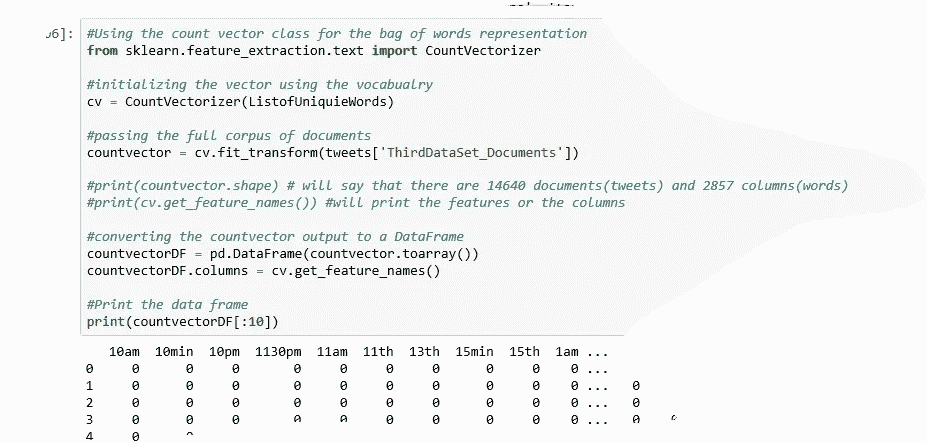 #Using the count vector class for the bag of words representation
from sklearn.feature_extraction.text import CountVectorizer
#initializing the vector using the vocabualry
cv = CountVectorizer(ListofUniquieWords)
#passing the full corpus of documents
countvector = cv.fit_transform(tweets['ThirdDataSet_Documents'])
#print(countvector.shape) # will say that there are 14640 documents(tweets) and 2857 columns(words)
#print(cv.get_feature_names()) #will print the features or the columns
#converting the countvector output to a DataFrame
countvectorDF = pd.DataFrame(countvector.toarray())
countvectorDF.columns = cv.get_feature_names()
#Print the data frame
print(countvectorDF[:10])
10am 10min 10pm 1130pm 11am 11th 13th 15min 15th 1am ...
0 0 0 0 0 0 0 0 0 0 0 ...
1 0 0 0 0 0 0 0 0 0 0 ... 0
2 0 0 0 0 0 0 0 0 0 0 ... 0
3 0 0 0 0 0 0 0 0 0 0 ... 0
4 0